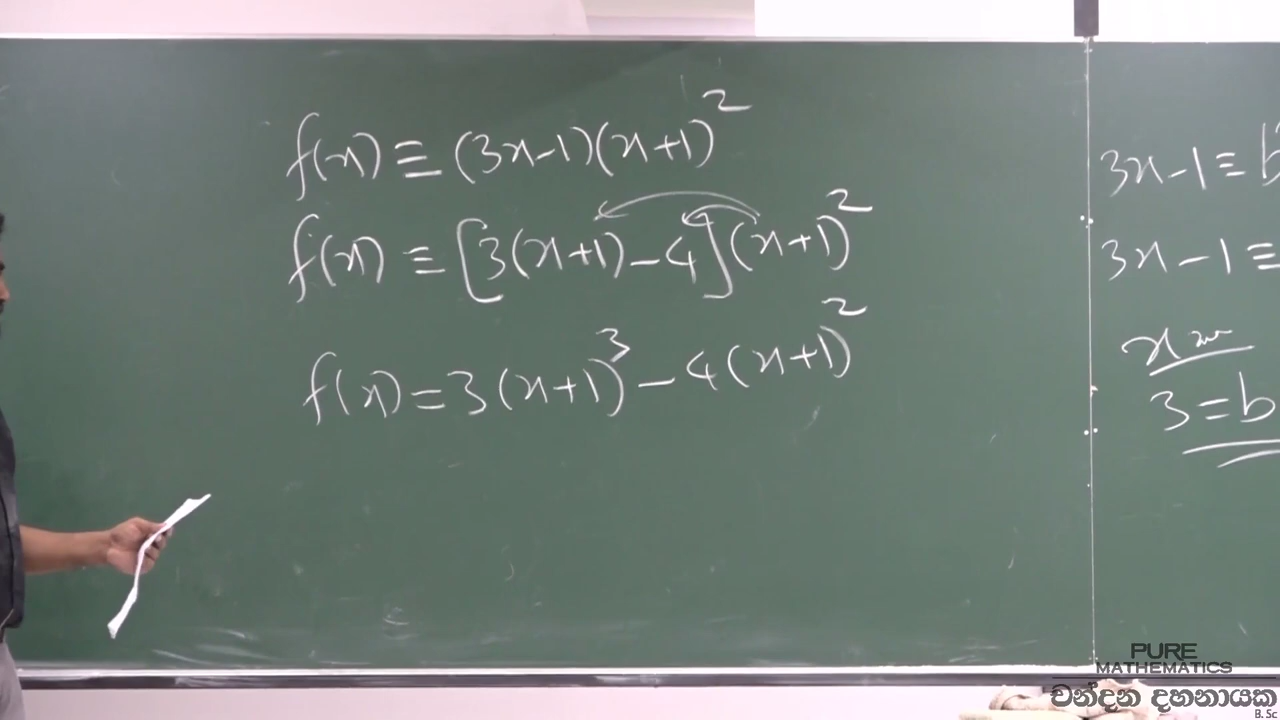 f(x) ≡ (3x-1)(x+1)²
f(x) ≡ [3(x+1)-4](x+1)²
f(x) = 3(x+1)³ - 4(x+1)²
3x-1 ≡ b
3x-1 ≡
x
3 = b
PURE
MATHEMATICS
චන්දන දහනායක
B. Sc